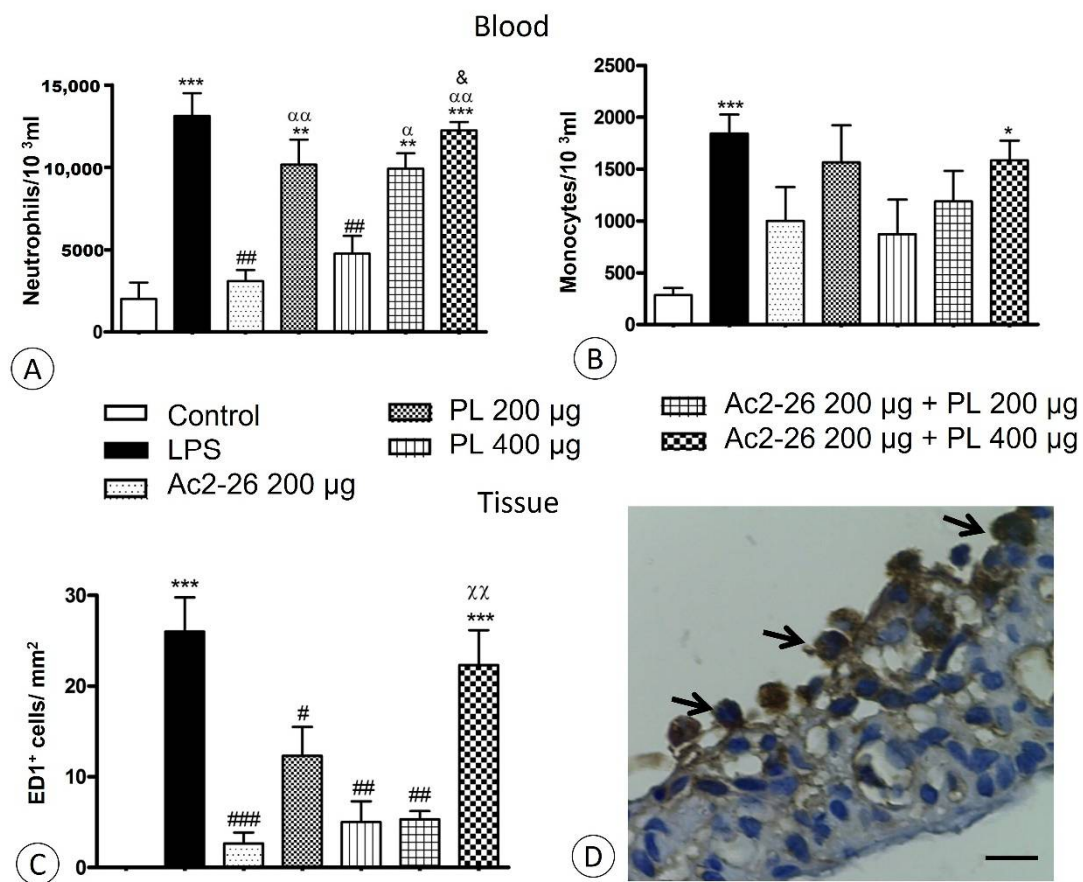 Blood
Neutrophils/10 ³ml
15,000
10,000
5000
0
***
##
αα
**
##
α
**
&
αα
***
A
Monocytes/10 ³ml
2500
2000
1500
1000
500
0
***
*
B
Control
LPS
Ac2-26 200 µg
PL 200 µg
PL 400 µg
Ac2-26 200 µg + PL 200 µg
Ac2-26 200 µg + PL 400 µg
Tissue
ED1⁺ cells/ mm²
30
20
10
0
***
###
#
##
##
χχ
***
C
D